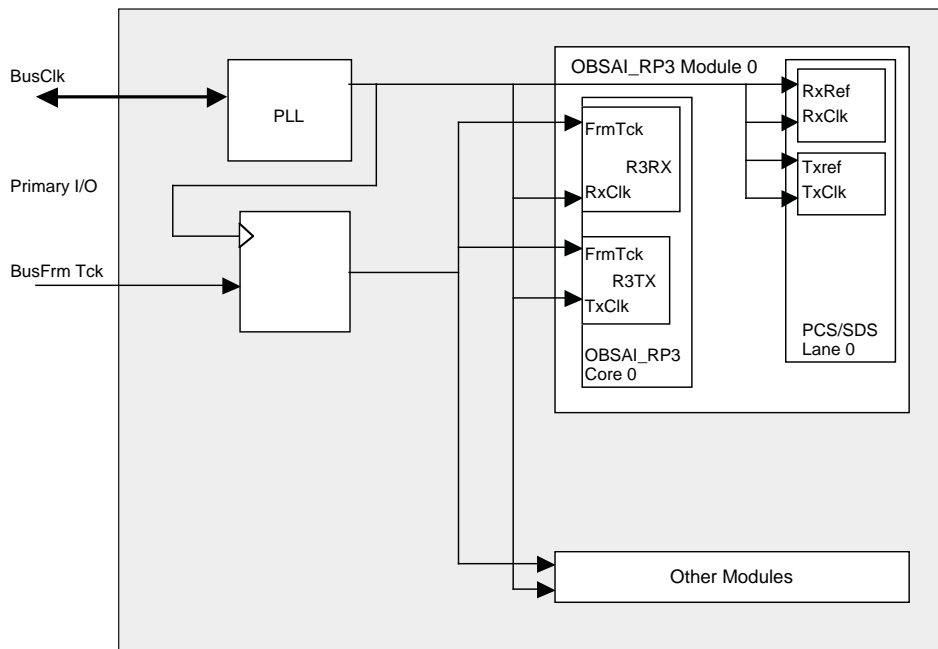 BusClk
PLL
Primary I/O
BusFrm Tck
OBSAI_RP3 Module 0
FrmTck
R3RX
RxClk
FrmTck
R3TX
TxClk
OBSAI_RP3
Core 0
RxRef
RxClk
Txref
TxClk
PCS/SDS
Lane 0
Other Modules